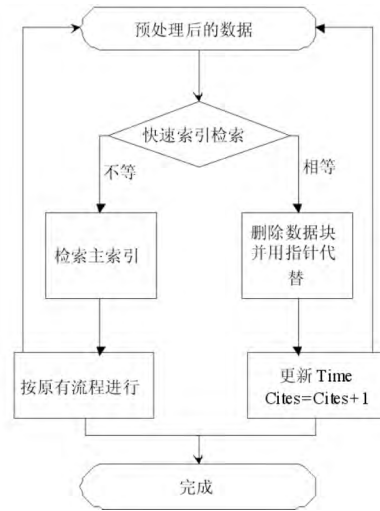 预处理后的数据
快速索引检索
不等
相等
检索主索引
删除数据块
并用指针代
替
按原有流程进行
更新 Time
Cites=Cites+1
完成